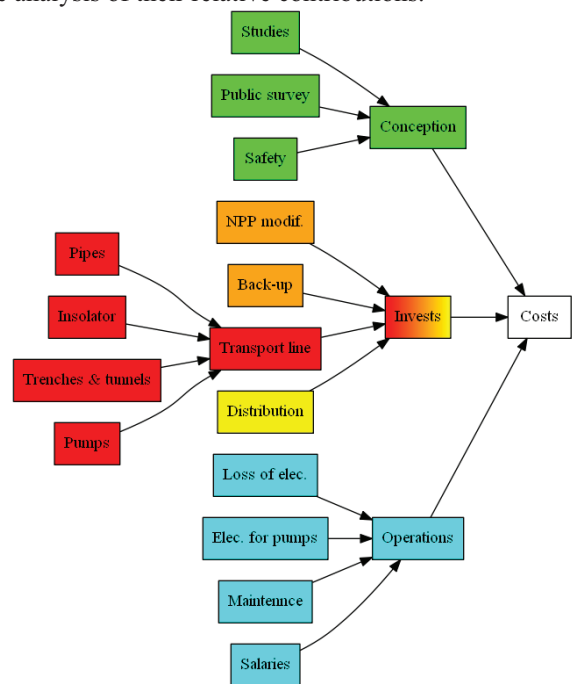 analysis of their relative contributions.
Studies
Public survey
Conception
Safety
NPP modif.
Pipes
Back-up
Insolator
Invests
Costs
Transport line
Trenches & tunnels
Distribution
Pumps
Loss of elec.
Elec. for pumps
Operations
Maintennce
Salaries